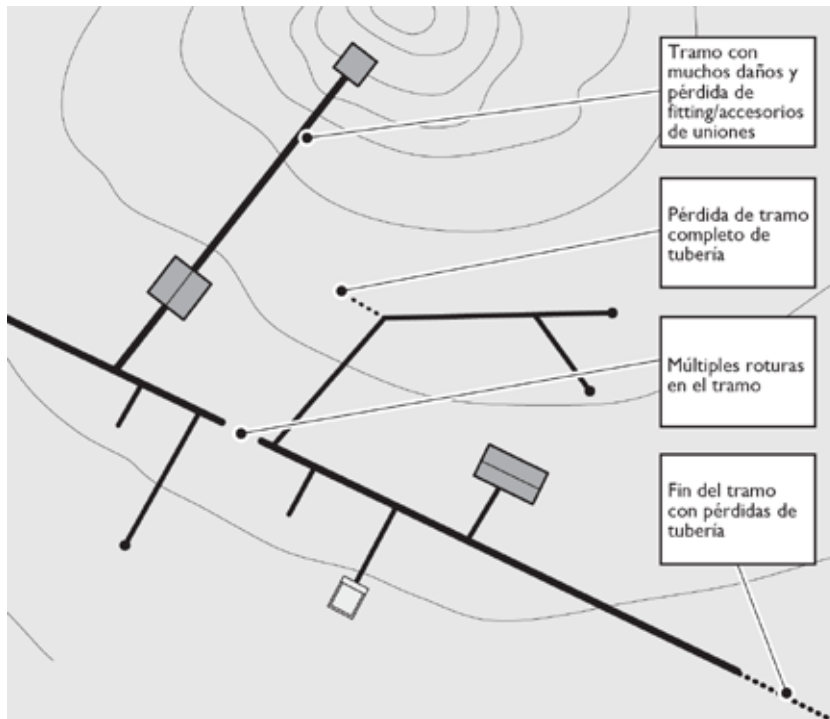 Tramo con
muchos daños y
pérdida de
fitting/accesorios
de uniones
Pérdida de tramo
completo de
tubería
Múltiples roturas
en el tramo
Fin del tramo
con pérdidas de
tubería